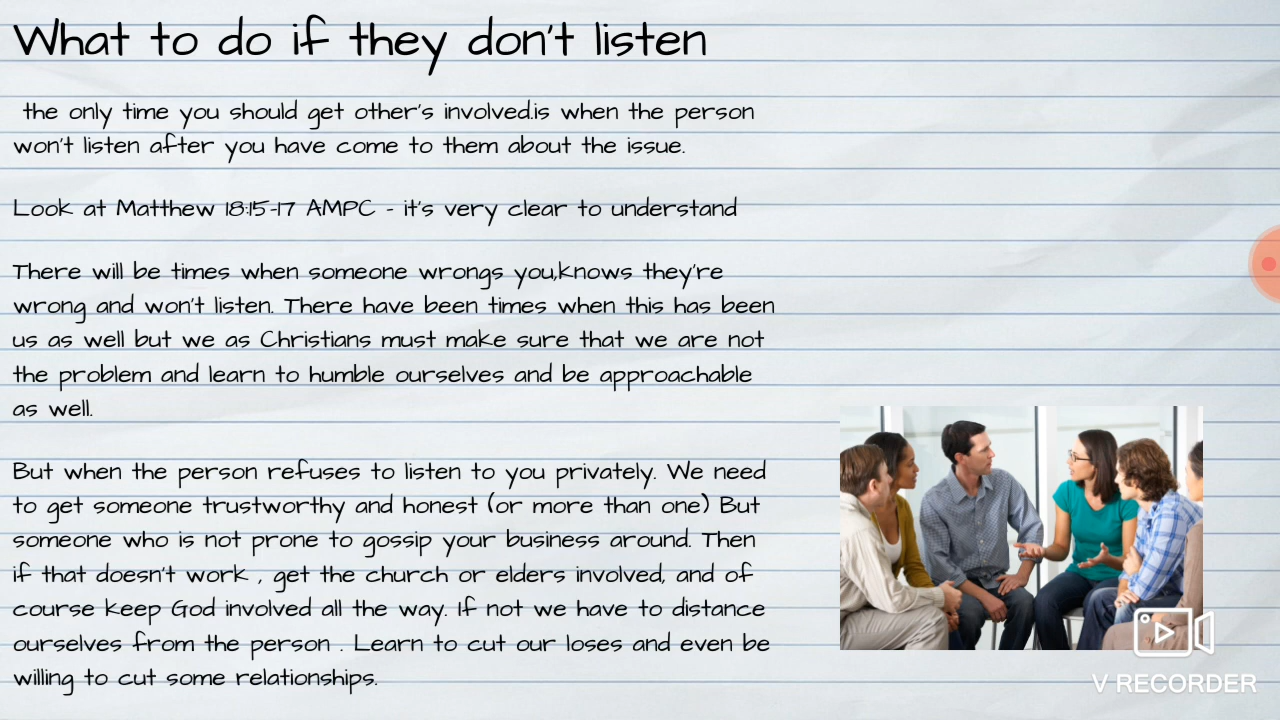 What to do if they don't listen
the only time you should get other's involved.is when the person
won't listen after you have come to them about the issue.
Look at Matthew 18:15-17 AMPC - it's very clear to understand
There will be times when someone wrongs you,knows they're
wrong and won't listen. There have been times when this has been
us as well but we as Christians must make sure that we are not
the problem and learn to humble ourselves and be approachable
as well.
But when the person refuses to listen to you privately. We need
to get someone trustworthy and honest (or more than one) But
someone who is not prone to gossip your business around. Then
if that doesn't work , get the church or elders involved, and of
course keep God involved all the way. If not we have to distance
ourselves from the person . Learn to cut our loses and even be
willing to cut some relationships.
V RECORDER